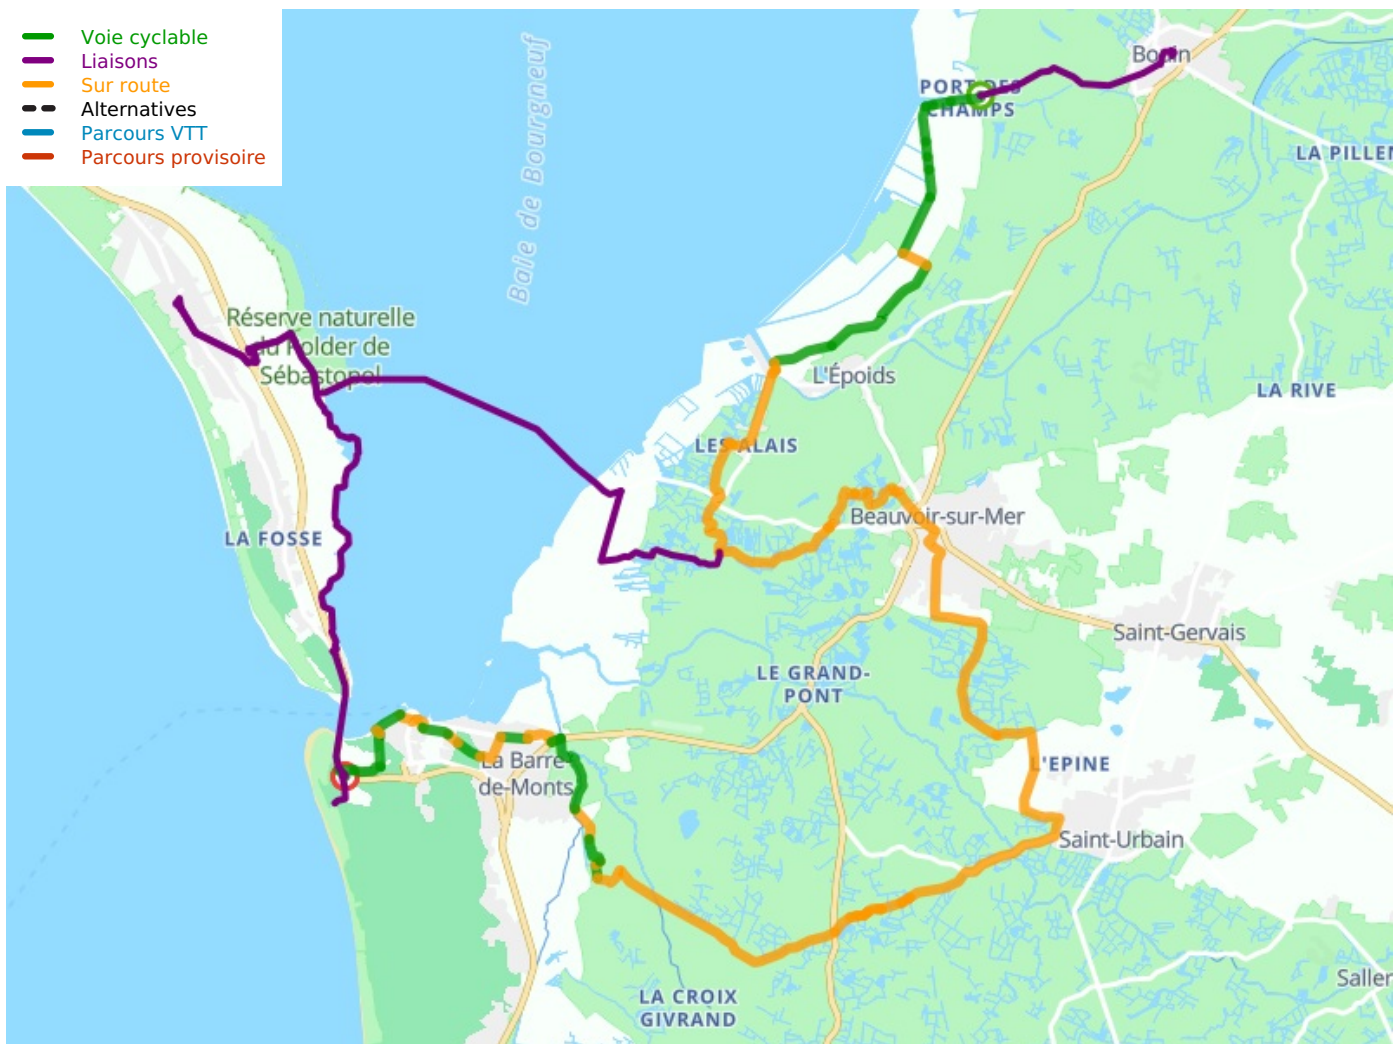 Voie cyclable
Liaisons
Sur route
Alternatives
Parcours VTT
Parcours provisoire
Baie de Bourgneuf
Bouin
PORT DES
CHAMPS
LA PILLEN
Réserve naturelle
du Polder de
Sébastopol
L'Époids
LA RIVE
LES ALAIS
Beauvoir-sur-Mer
LA FOSSE
Saint-Gervais
LE GRAND-
PONT
La Barre-
de-Monts
L'EPINE
Saint-Urbain
Saller
LA CROIX
GIVRAND